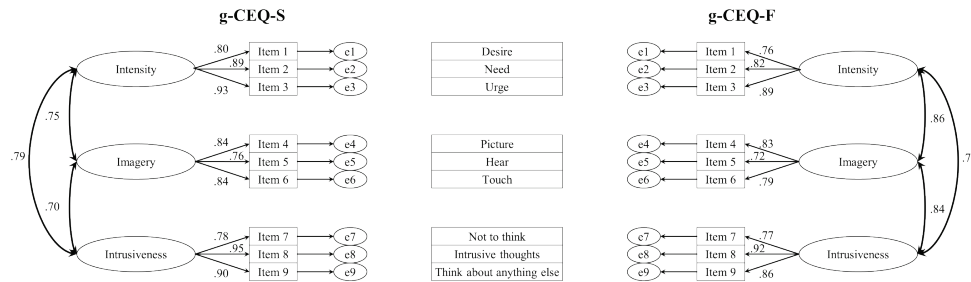 g-CEQ-S
g-CEQ-F
.80 Item 1 e1
Intensity .89 Item 2 e2
.93 Item 3 e3
Desire
Need
Urge
e1 Item 1 .76
e2 Item 2 .82 Intensity
e3 Item 3 .89
.75
.86
.84 Item 4 e4
.79 Imagery .76 Item 5 e5
.84 Item 6 e6
Picture
Hear
Touch
e4 Item 4 .83
e5 Item 5 .72 Imagery .7
e6 Item 6 .79
.70
.84
.78 Item 7 e7
Intrusiveness .95 Item 8 e8
.90 Item 9 e9
Not to think
Intrusive thoughts
Think about anything else
e7 Item 7 .77
e8 Item 8 .92 Intrusiveness
e9 Item 9 .86